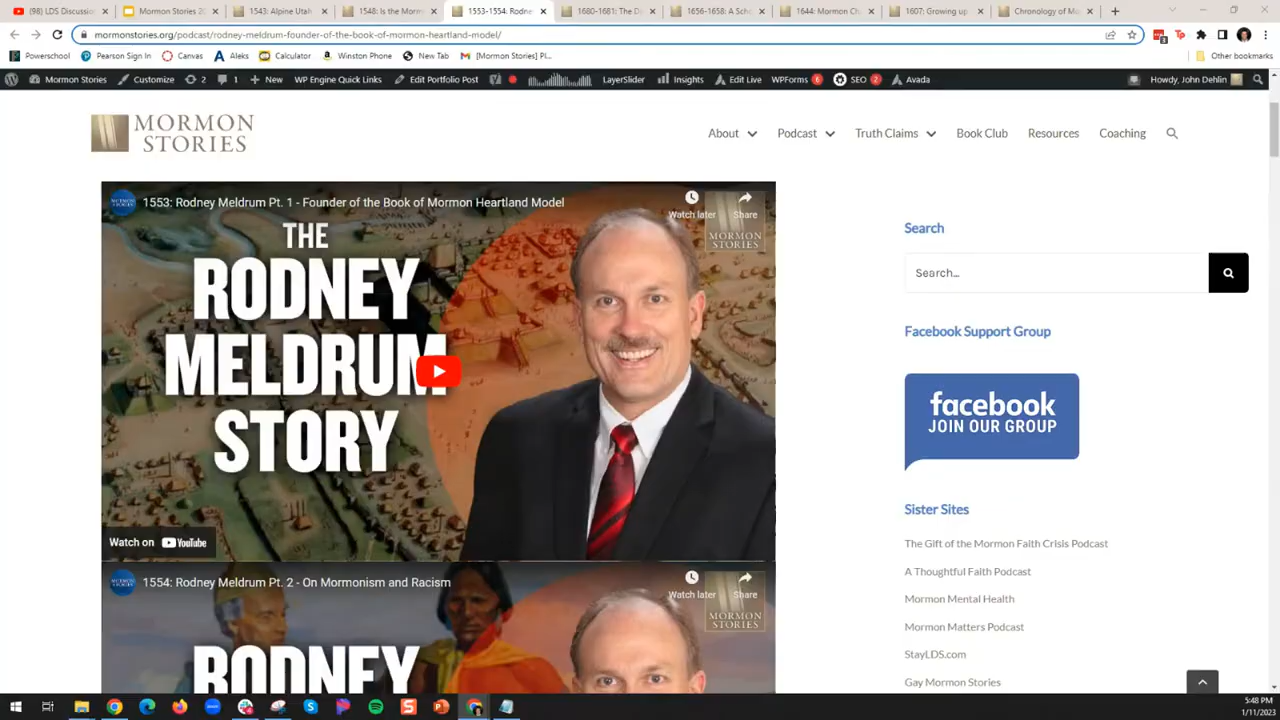 (98) LDS Discussio
Mormon Stories 20
1543: Alpine Utah
1548: Is the Morm
1553-1554: Rodne
1680-1681: The D
1656-1658: A Scho
1644: Mormon Ch
1607: Growing up
Chronology of Ma
mormonstories.org/podcast/rodney-meldrum-founder-of-the-book-of-mormon-heartland-model/
Powerschool
Pearson Sign In
Canvas
Aleks
Calculator
Winston Phone
New Tab
[Mormon Stories] Pl...
Other bookmarks
Mormon Stories
Customize
2
1
New
WP Engine Quick Links
Edit Portfolio Post
LayerSlider
Insights
Edit Live
WPForms 6
SEO 2
Avada
Howdy, John Dehlin
MORMON
STORIES
About
Podcast
Truth Claims
Book Club
Resources
Coaching
1553: Rodney Meldrum Pt. 1 - Founder of the Book of Mormon Heartland Model
Watch later
Share
MORMON
STORIES
THE
RODNEY
MELDRUM
STORY
Watch on YouTube
1554: Rodney Meldrum Pt. 2 - On Mormonism and Racism
Watch later
Share
MORMON
STORIES
RODNEY
Search
Search...
Facebook Support Group
facebook
JOIN OUR GROUP
Sister Sites
The Gift of the Mormon Faith Crisis Podcast
A Thoughtful Faith Podcast
Mormon Mental Health
Mormon Matters Podcast
StayLDS.com
Gay Mormon Stories
5:48 PM
1/11/2023